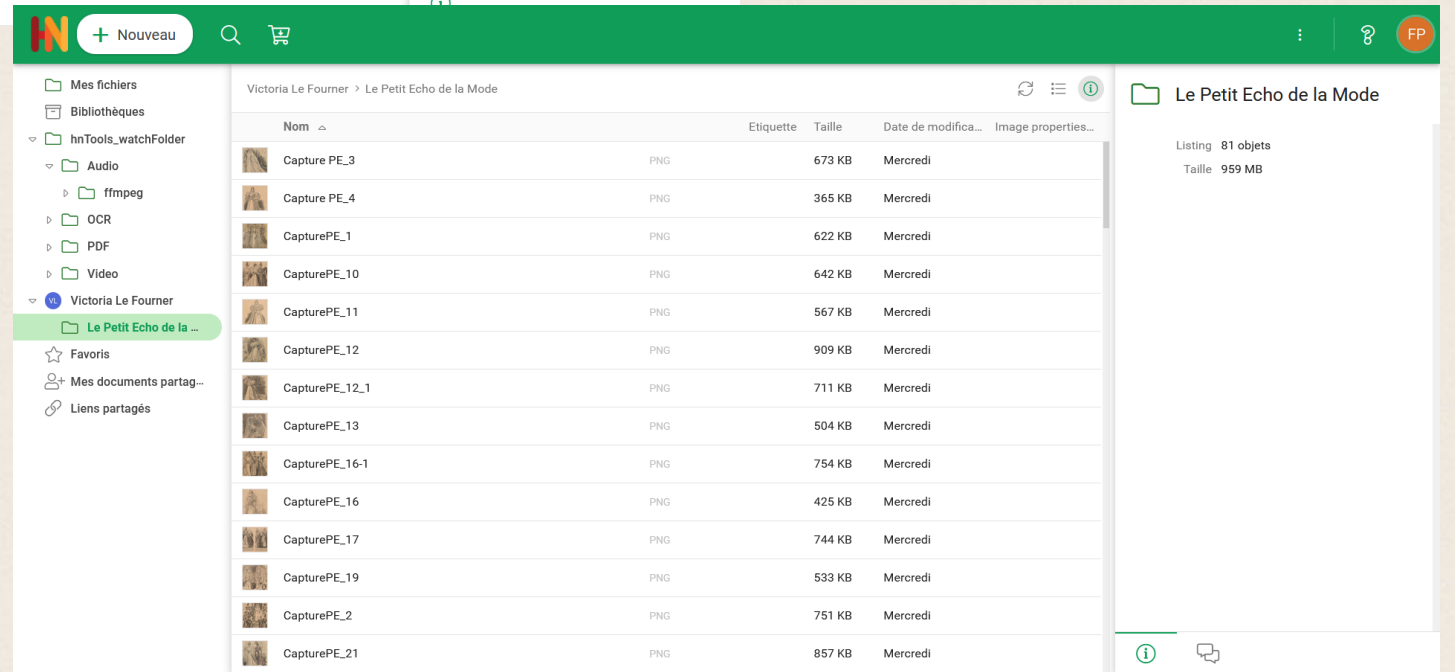 HN
Nouveau
FP
Mes fichiers
Bibliothèques
hnTools_watchFolder
Audio
ffmpeg
OCR
PDF
Video
VL Victoria Le Fourner
Le Petit Echo de la ...
Favoris
Mes documents partag...
Liens partagés
Victoria Le Fourner > Le Petit Echo de la Mode
Nom Etiquette Taille Date de modifica... Image properties...
Capture PE_3 PNG 673 KB Mercredi
Capture PE_4 PNG 365 KB Mercredi
CapturePE_1 PNG 622 KB Mercredi
CapturePE_10 PNG 642 KB Mercredi
CapturePE_11 PNG 567 KB Mercredi
CapturePE_12 PNG 909 KB Mercredi
CapturePE_12_1 PNG 711 KB Mercredi
CapturePE_13 PNG 504 KB Mercredi
CapturePE_16-1 PNG 754 KB Mercredi
CapturePE_16 PNG 425 KB Mercredi
CapturePE_17 PNG 744 KB Mercredi
CapturePE_19 PNG 533 KB Mercredi
CapturePE_2 PNG 751 KB Mercredi
CapturePE_21 PNG 857 KB Mercredi
Le Petit Echo de la Mode
Listing 81 objets
Taille 959 MB